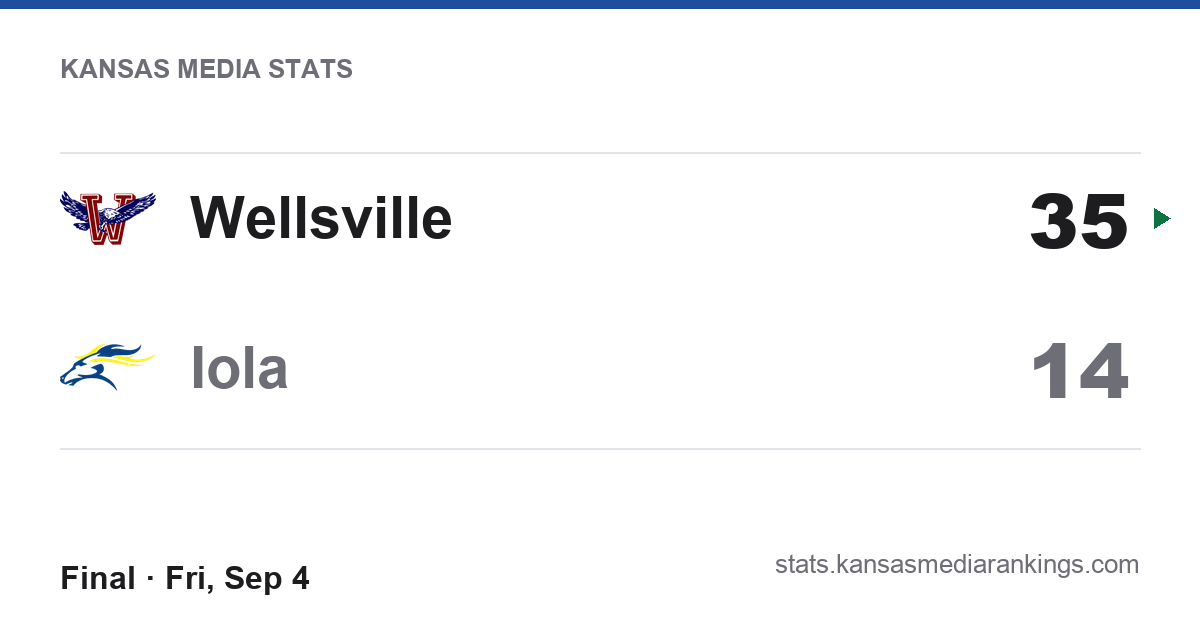 KANSAS MEDIA STATS
W
Wellsville 35
Iola 14
Final · Fri, Sep 4
stats.kansasmediarankings.com